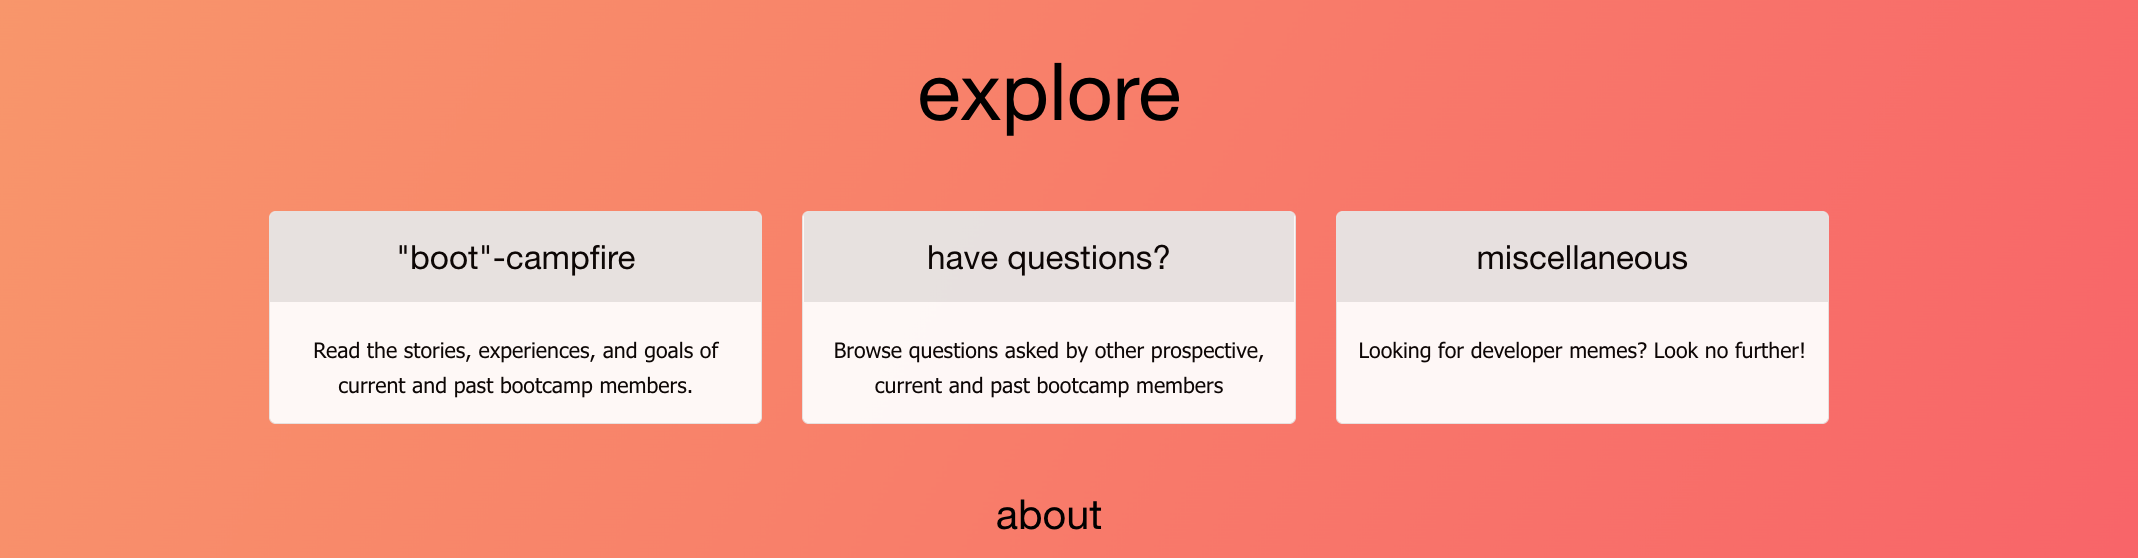 explore
"boot"-campfire
Read the stories, experiences, and goals of
current and past bootcamp members.
have questions?
Browse questions asked by other prospective,
current and past bootcamp members
miscellaneous
Looking for developer memes? Look no further!
about